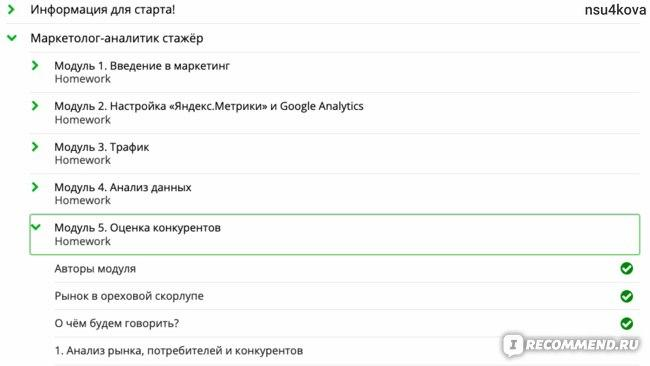 Информация для старта!
nsu4kova
Маркетолог-аналитик стажёр
Модуль 1. Введение в маркетинг
Homework
Модуль 2. Настройка «Яндекс.Метрики» и Google Analytics
Homework
Модуль 3. Трафик
Homework
Модуль 4. Анализ данных
Homework
Модуль 5. Оценка конкурентов
Homework
Авторы модуля
Рынок в ореховой скорлупе
О чём будем говорить?
1. Анализ рынка, потребителей и конкурентов
I RECOMMEND.RU